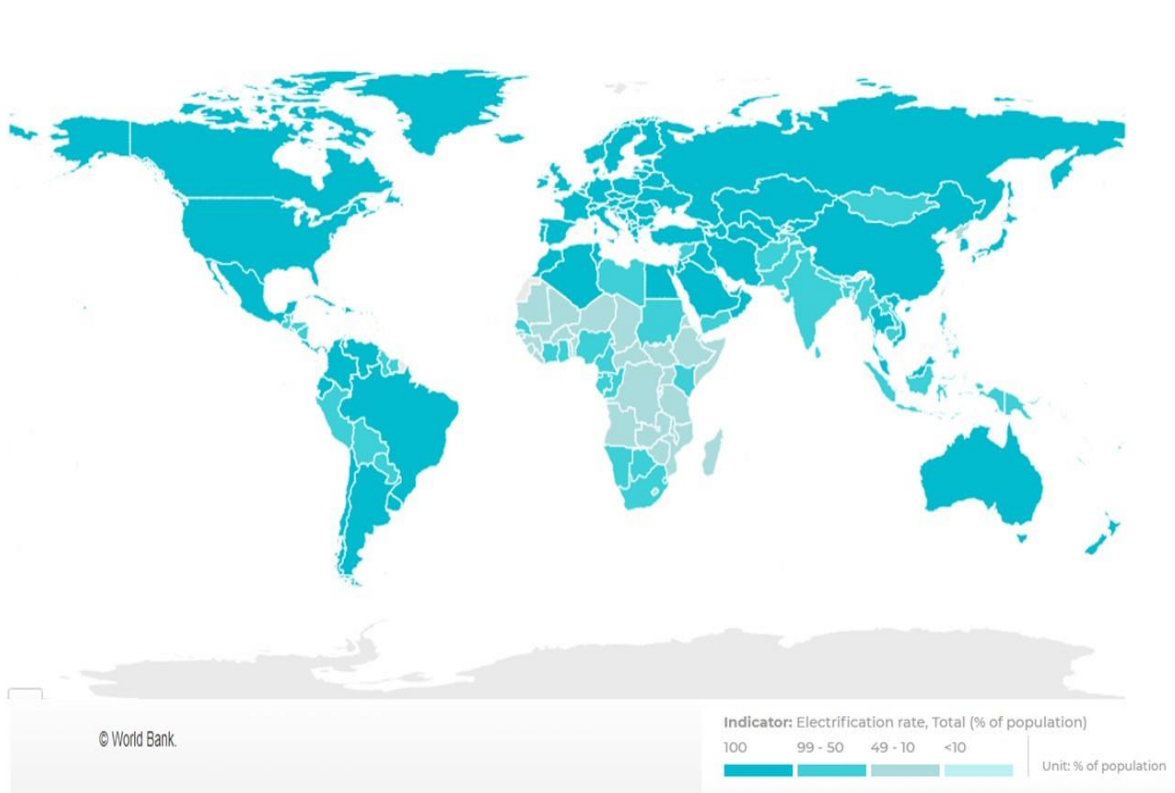 © World Bank.
Indicator: Electrification rate, Total (% of population)
100 99 - 50 49 - 10 <10
Unit: % of population